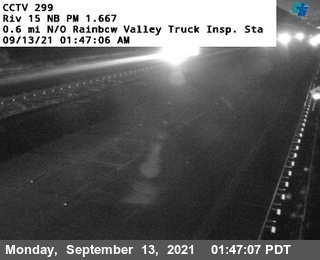 CCTV 299
Riv 15 NB PM 1.667
0.6 mi N/O Rainbow Valley Truck Insp. Sta
09/13/21 01:47:06 AM
Monday, September 13, 2021 01:47:07 PDT